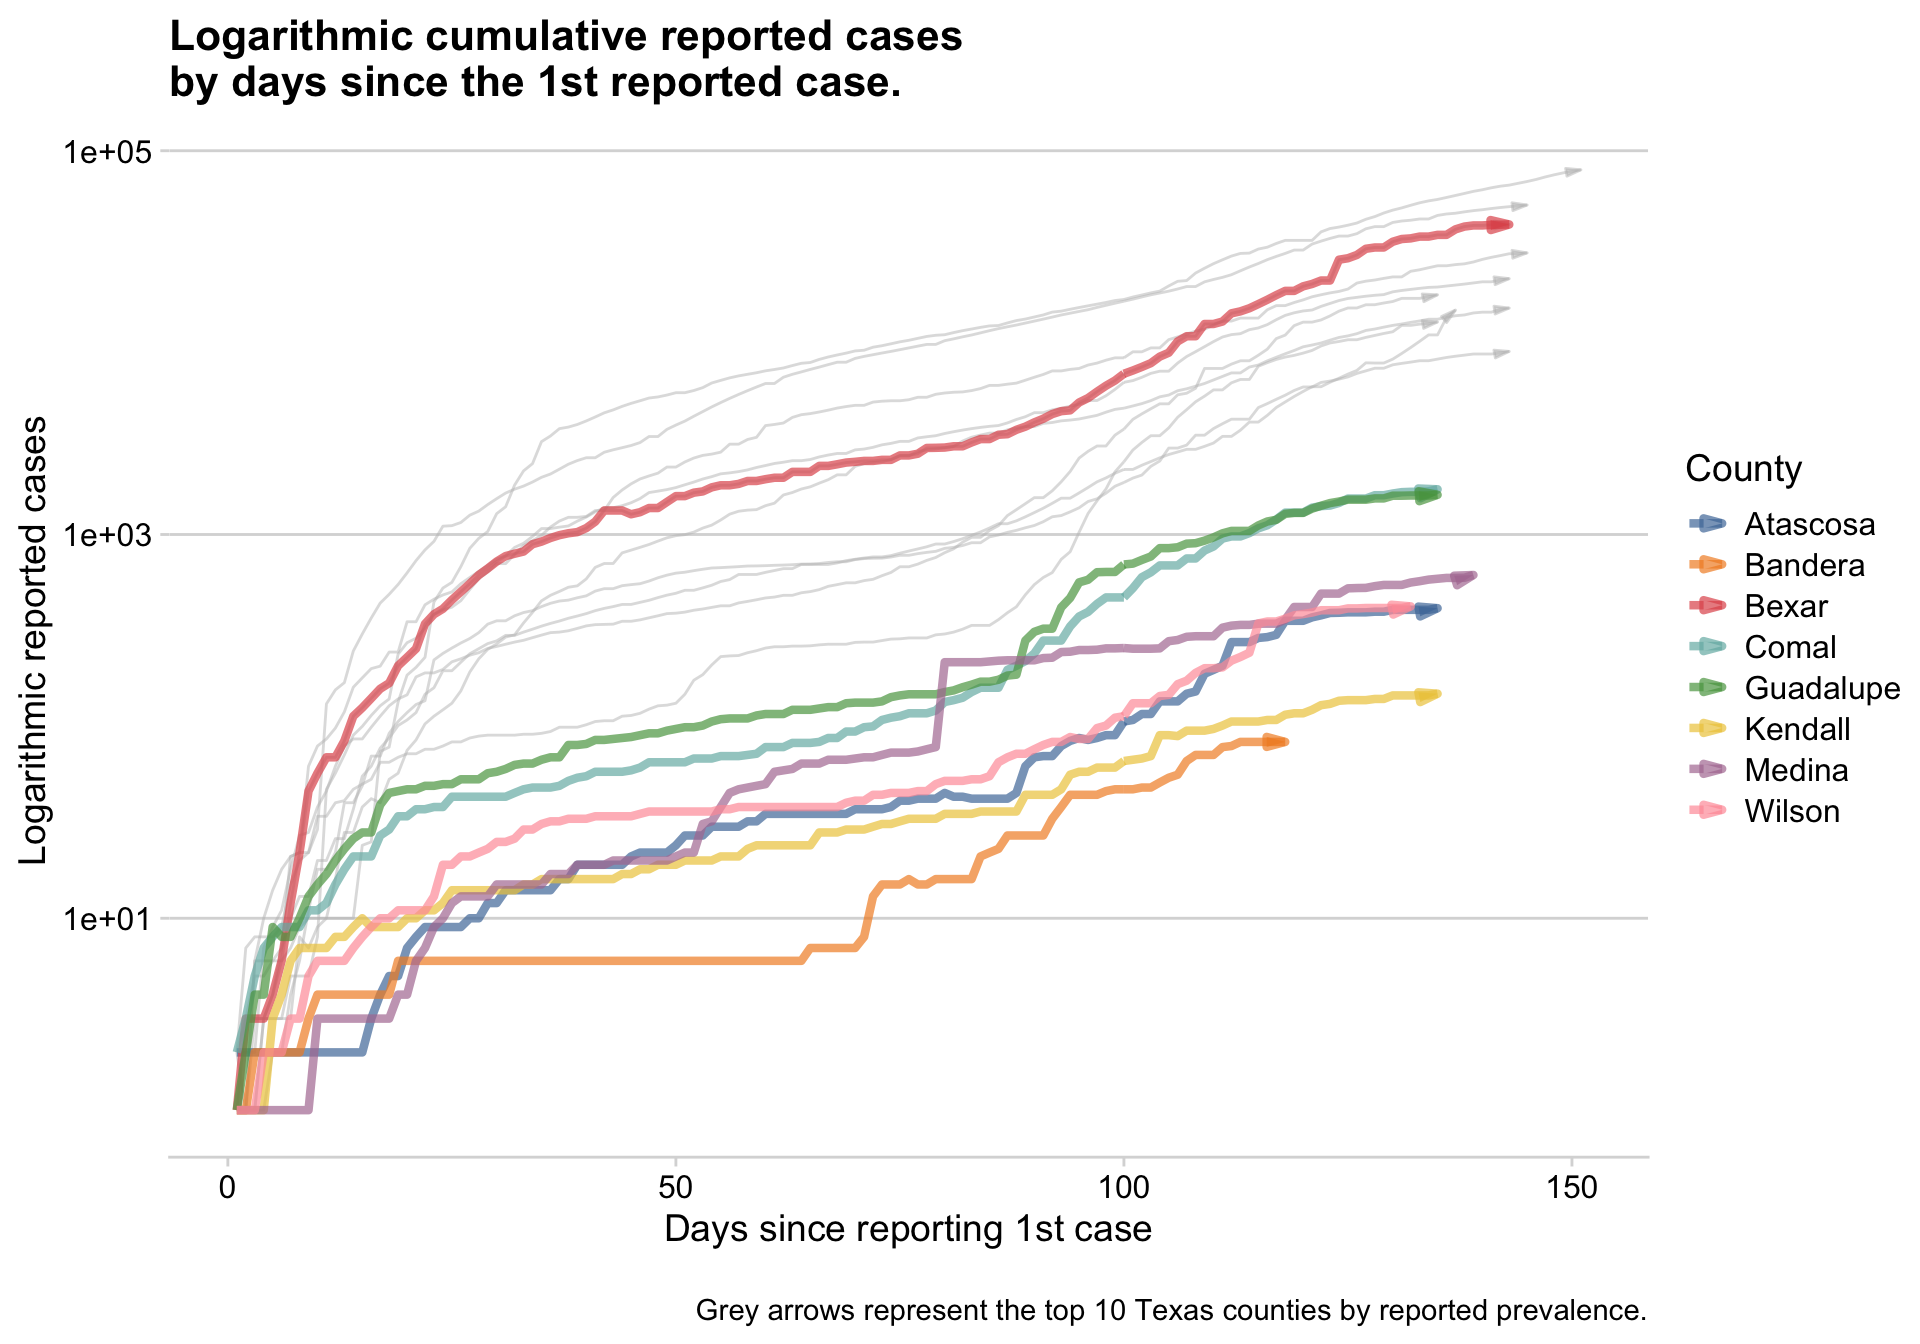 Logarithmic cumulative reported cases
by days since the 1st reported case.
1e+05
1e+03
1e+01
Logarithmic reported cases
0
50
100
150
Days since reporting 1st case
County
Atascosa
Bandera
Bexar
Comal
Guadalupe
Kendall
Medina
Wilson
Grey arrows represent the top 10 Texas counties by reported prevalence.